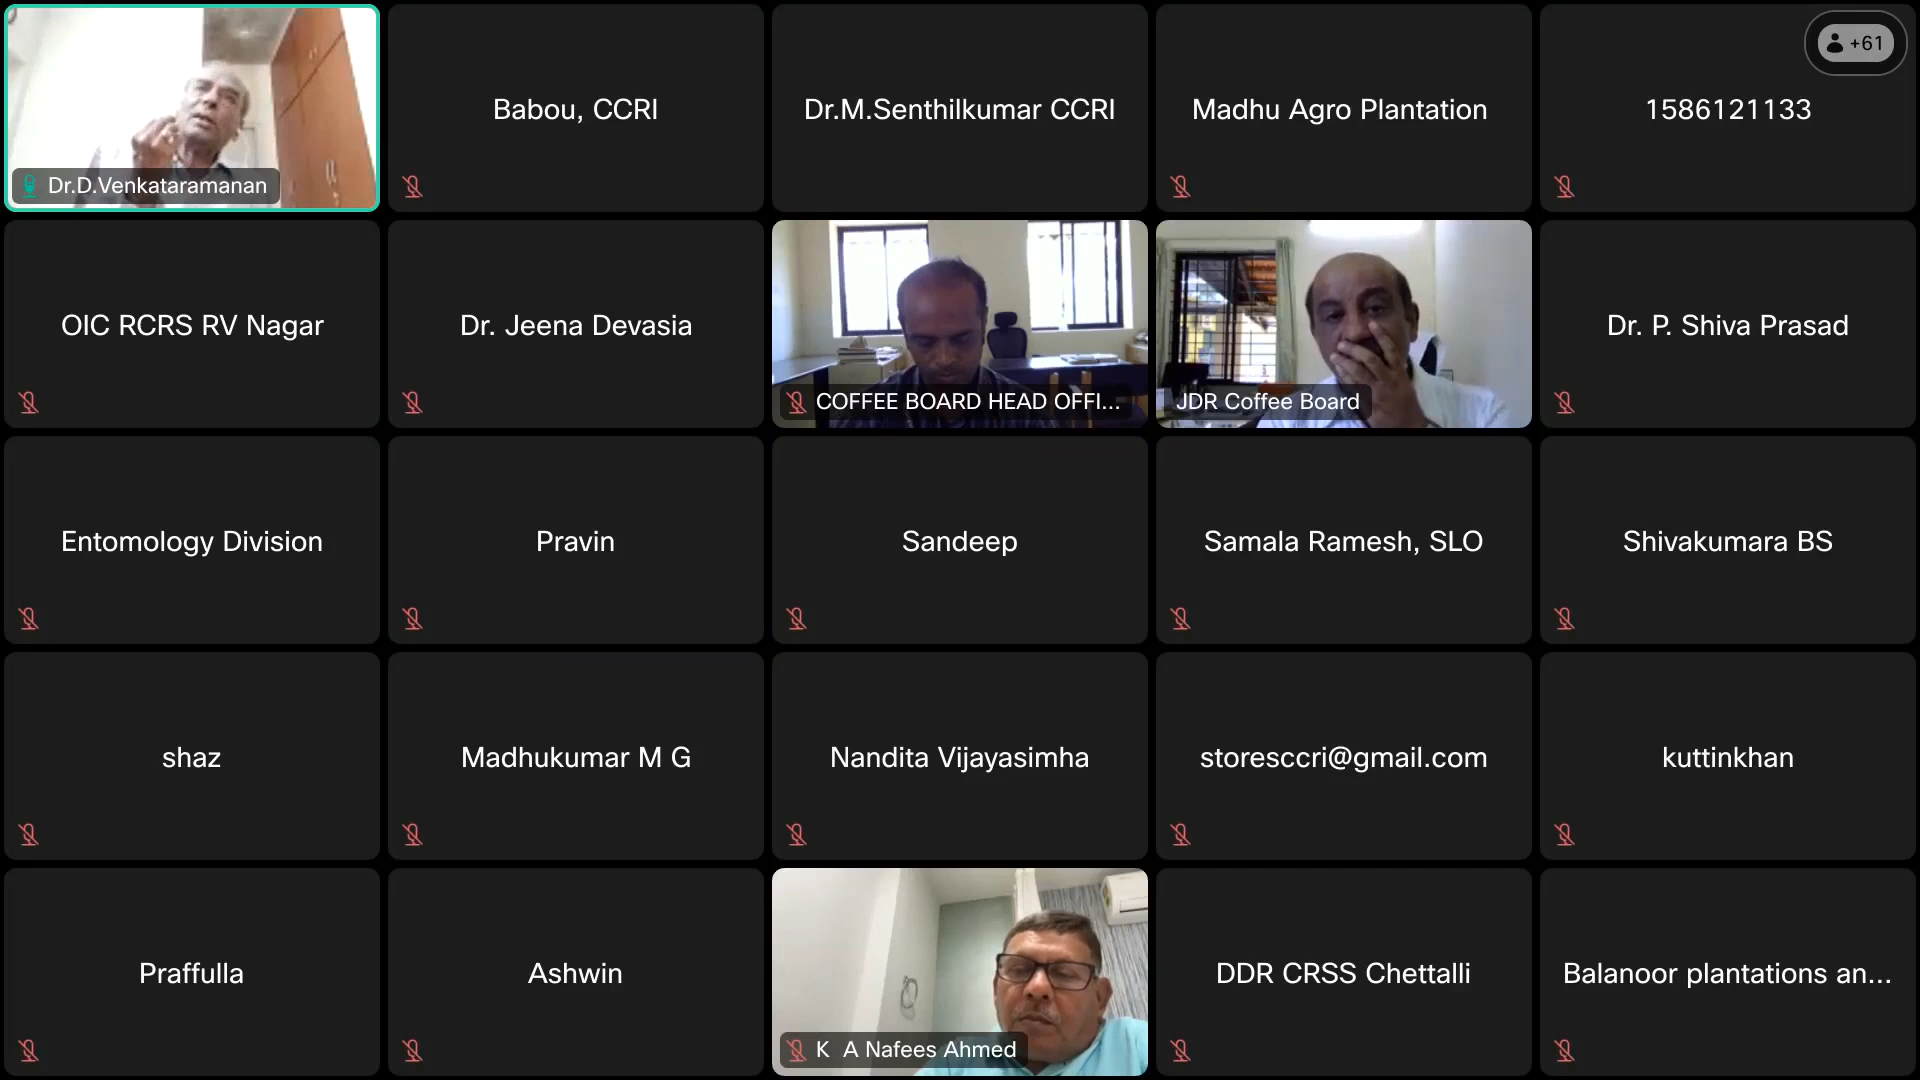 Dr.D.Venkataramanan
Babou, CCRI
Dr.M.Senthilkumar CCRI
Madhu Agro Plantation
+61
1586121133
OIC RCRS RV Nagar
Dr. Jeena Devasia
COFFEE BOARD HEAD OFFI...
JDR Coffee Board
Dr. P. Shiva Prasad
Entomology Division
Pravin
Sandeep
Samala Ramesh, SLO
Shivakumara BS
shaz
Madhukumar M G
Nandita Vijayasimha
storesccri@gmail.com
kuttinkhan
Praffulla
Ashwin
K A Nafees Ahmed
DDR CRSS Chettalli
Balanoor plantations an...